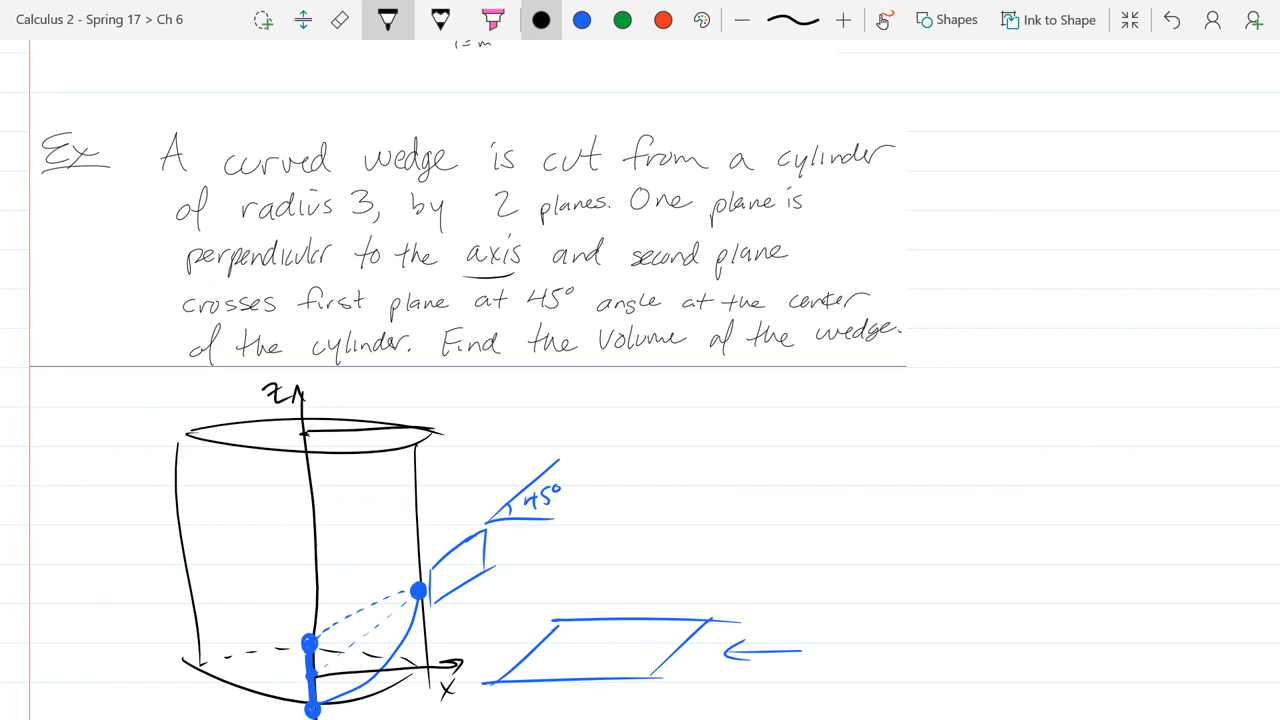 Calculus 2 - Spring 17 > Ch 6
Shapes
Ink to Shape
i = m
Ex A curved wedge is cut from a cylinder
of radius 3, by 2 planes. One plane is
perpendicular to the axis and second plane
crosses first plane at 45° angle at the center
of the cylinder. Find the Volume of the wedge.
z
45°
x